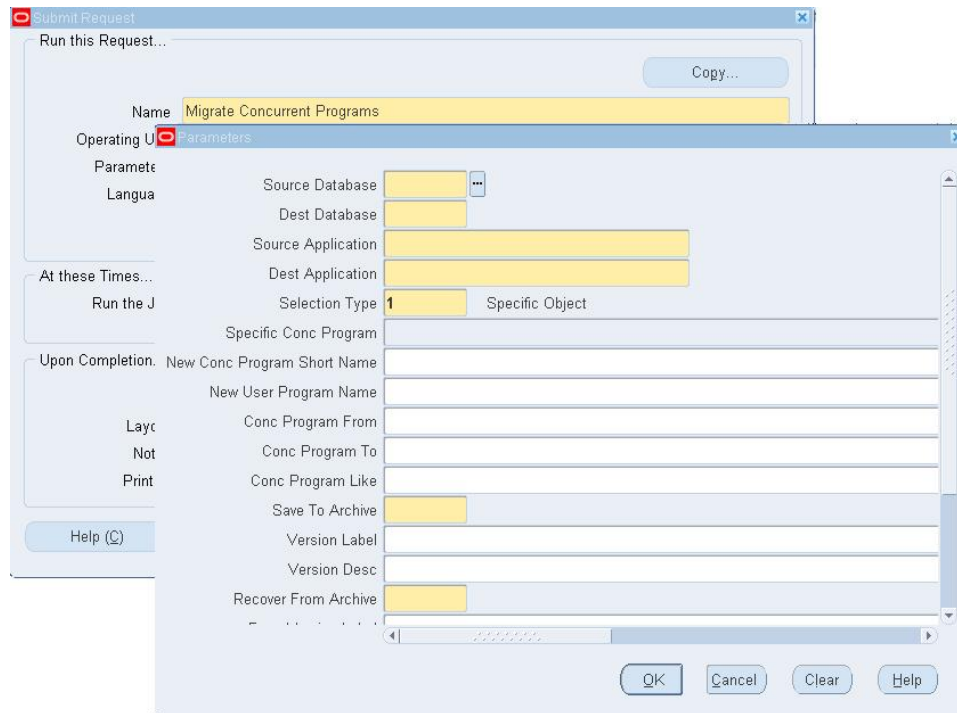 Submit Request
Run this Request...
Copy...
Name Migrate Concurrent Programs
Operating U
Parameters
Paramete
Langua
Source Database
Dest Database
Source Application
Dest Application
At these Times...
Run the J
Selection Type 1 Specific Object
Specific Conc Program
Upon Completion.
New Conc Program Short Name
New User Program Name
Conc Program From
Layo
Conc Program To
Not
Conc Program Like
Print
Save To Archive
Help (C)
Version Label
Version Desc
Recover From Archive
OK Cancel Clear Help